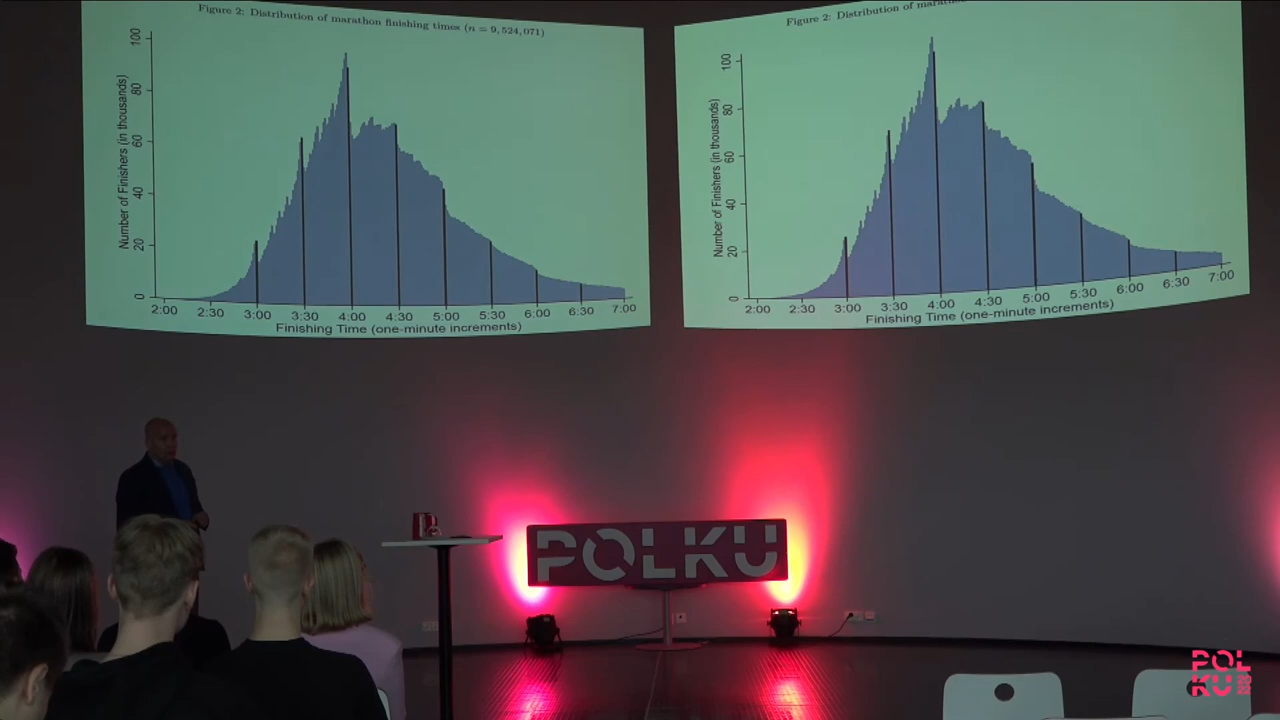 Figure 2: Distribution of marathon finishing times (n = 9,524,071)
Number of Finishers (in thousands)
100
80
60
40
20
0
2:00 2:30 3:00 3:30 4:00 4:30 5:00 5:30 6:00 6:30 7:00
Finishing Time (one-minute increments)
Figure 2: Distribution of
Number of Finishers (in thousands)
100
80
60
40
20
0
2:00 2:30 3:00 3:30 4:00 4:30 5:00 5:30 6:00 6:30 7:00
Finishing Time (one-minute increments)
POLKU
POL
KU